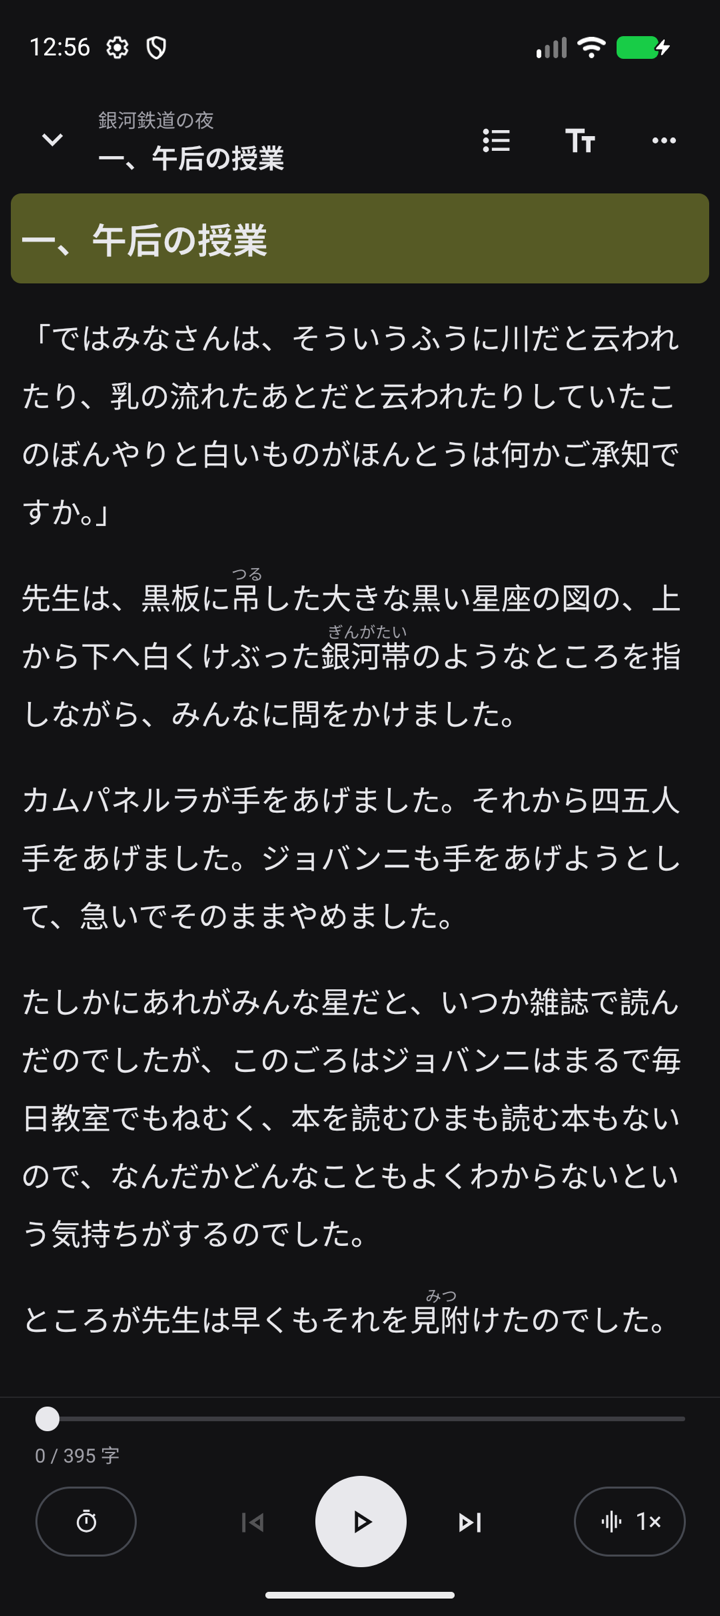 12:56
銀河鉄道の夜
一、午后の授業
一、午后の授業
「ではみなさんは、そういうふうに川だと云われ
たり、乳の流れたあとだと云われたりしていたこ
のぼんやりと白いものがほんとうは何かご承知で
すか。」
つる
先生は、黒板に吊した大きな黒い星座の図の、上
ぎんがたい
から下へ白くけぶった銀河帯のようなところを指
しながら、みんなに問をかけました。
カムパネルラが手をあげました。それから四五人
手をあげました。ジョバンニも手をあげようとし
て、急いでそのままやめました。
たしかにあれがみんな星だと、いつか雑誌で読ん
だのでしたが、このごろはジョバンニはまるで毎
日教室でもねむく、本を読むひまも読む本もない
ので、なんだかどんなこともよくわからないとい
う気持ちがするのでした。
みつ
ところが先生は早くもそれを見附けたのでした。
0 / 395 字
1×